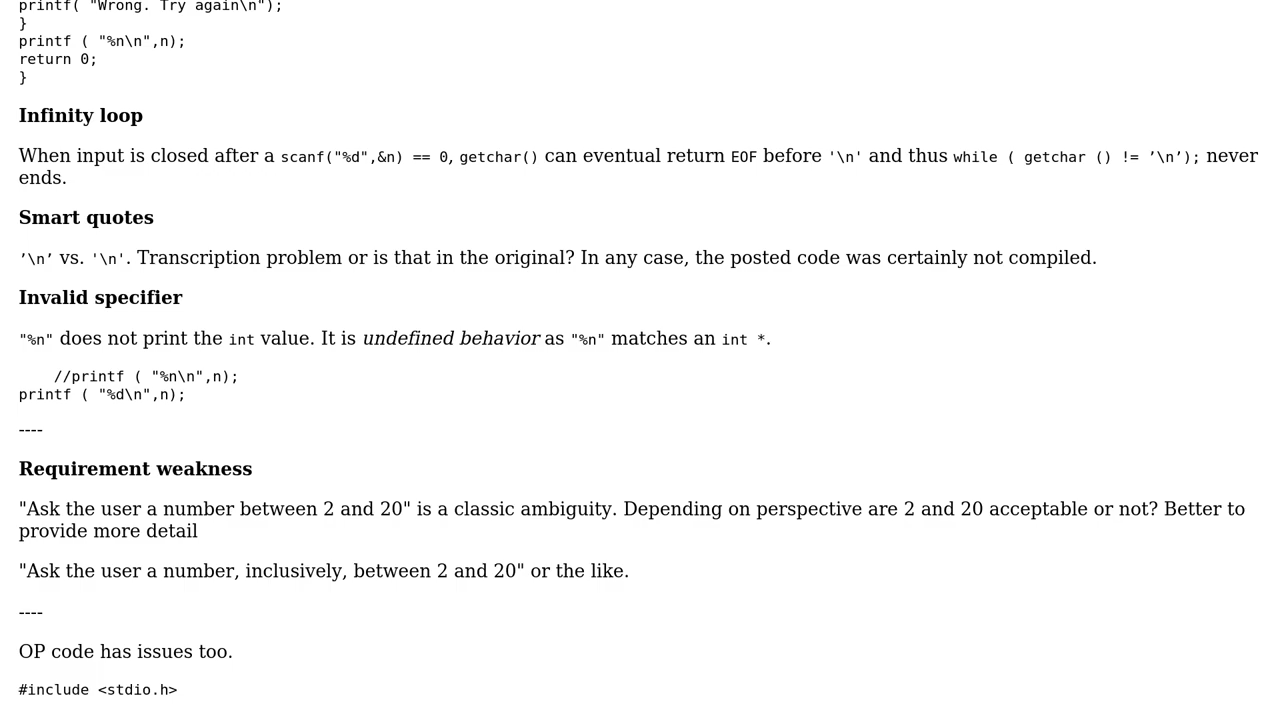 printf( "Wrong. Try again\n");
}
printf ( "%n\n",n);
return 0;
}
Infinity loop
When input is closed after a scanf("%d",&n) == 0, getchar() can eventual return EOF before '\n' and thus while ( getchar () != ’\n’); never
ends.
Smart quotes
’\n’ vs. '\n'. Transcription problem or is that in the original? In any case, the posted code was certainly not compiled.
Invalid specifier
"%n" does not print the int value. It is undefined behavior as "%n" matches an int *.
//printf ( "%n\n",n);
printf ( "%d\n",n);
----
Requirement weakness
"Ask the user a number between 2 and 20" is a classic ambiguity. Depending on perspective are 2 and 20 acceptable or not? Better to
provide more detail
"Ask the user a number, inclusively, between 2 and 20" or the like.
----
OP code has issues too.
#include <stdio.h>